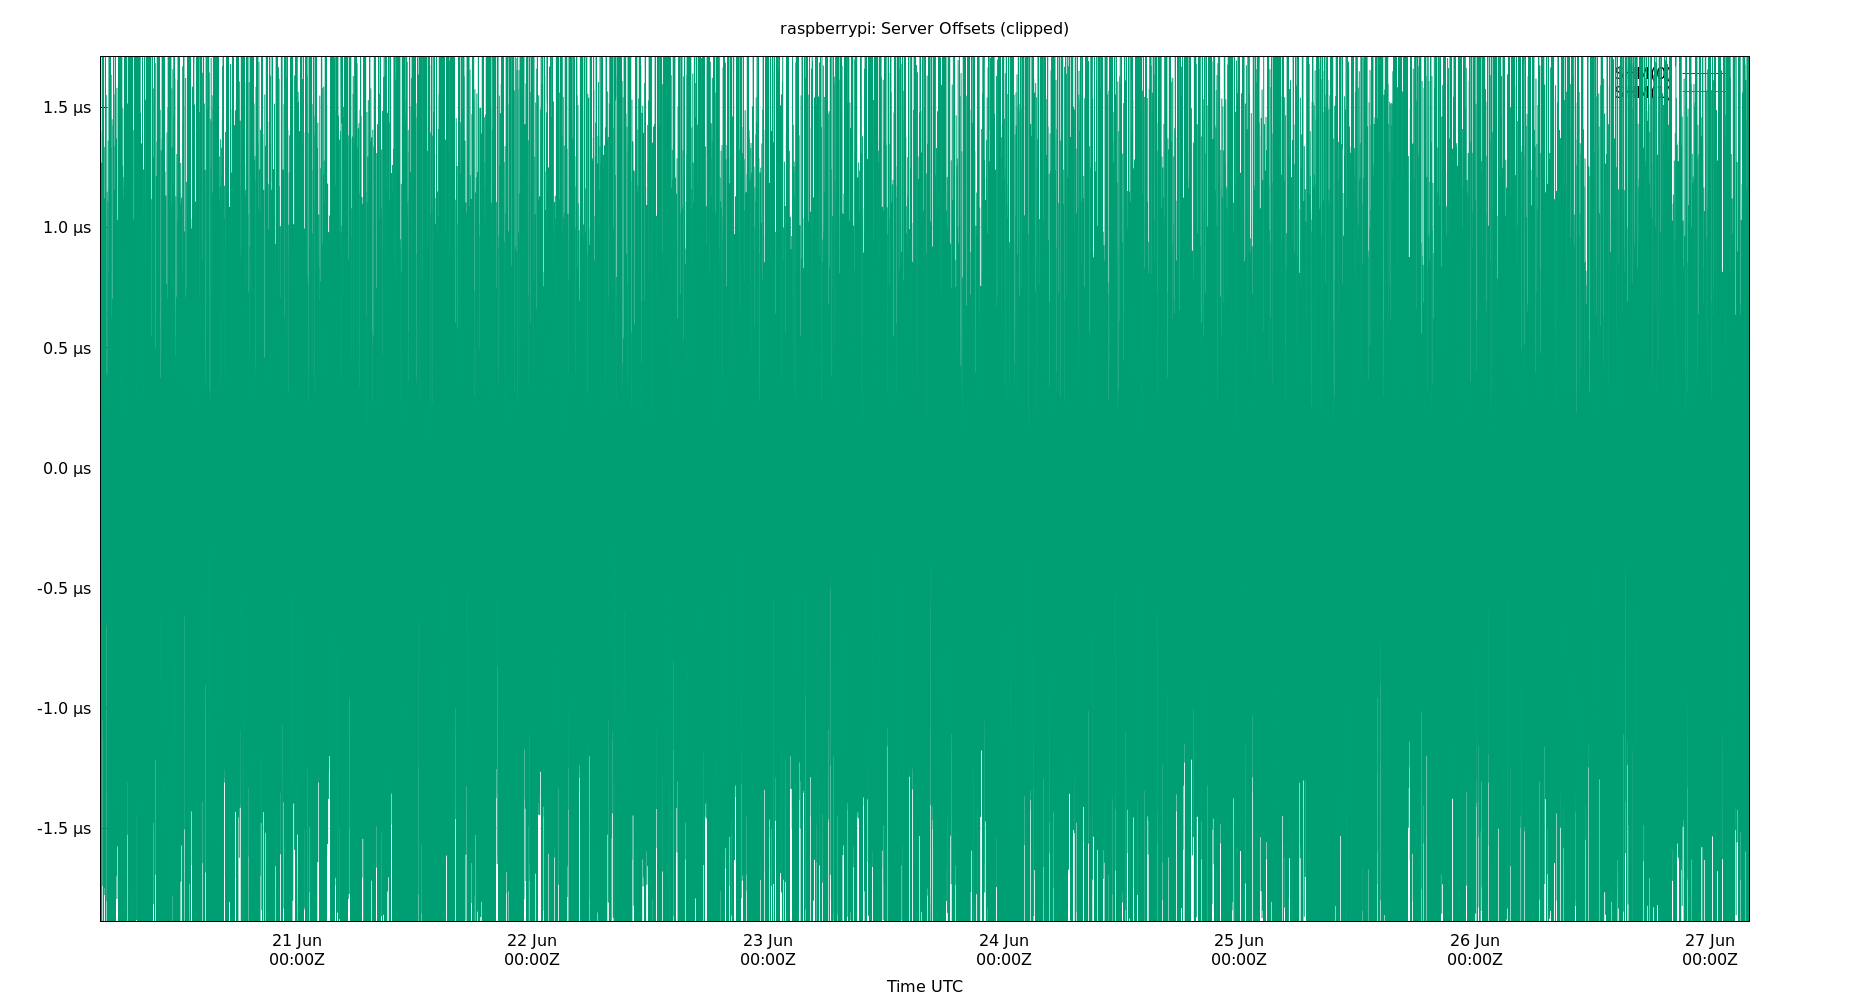 raspberrypi: Server Offsets (clipped)
1.5 µs
1.0 µs
0.5 µs
0.0 µs
-0.5 µs
-1.0 µs
-1.5 µs
21 Jun
00:00Z
22 Jun
00:00Z
23 Jun
00:00Z
24 Jun
00:00Z
25 Jun
00:00Z
26 Jun
00:00Z
27 Jun
00:00Z
Time UTC